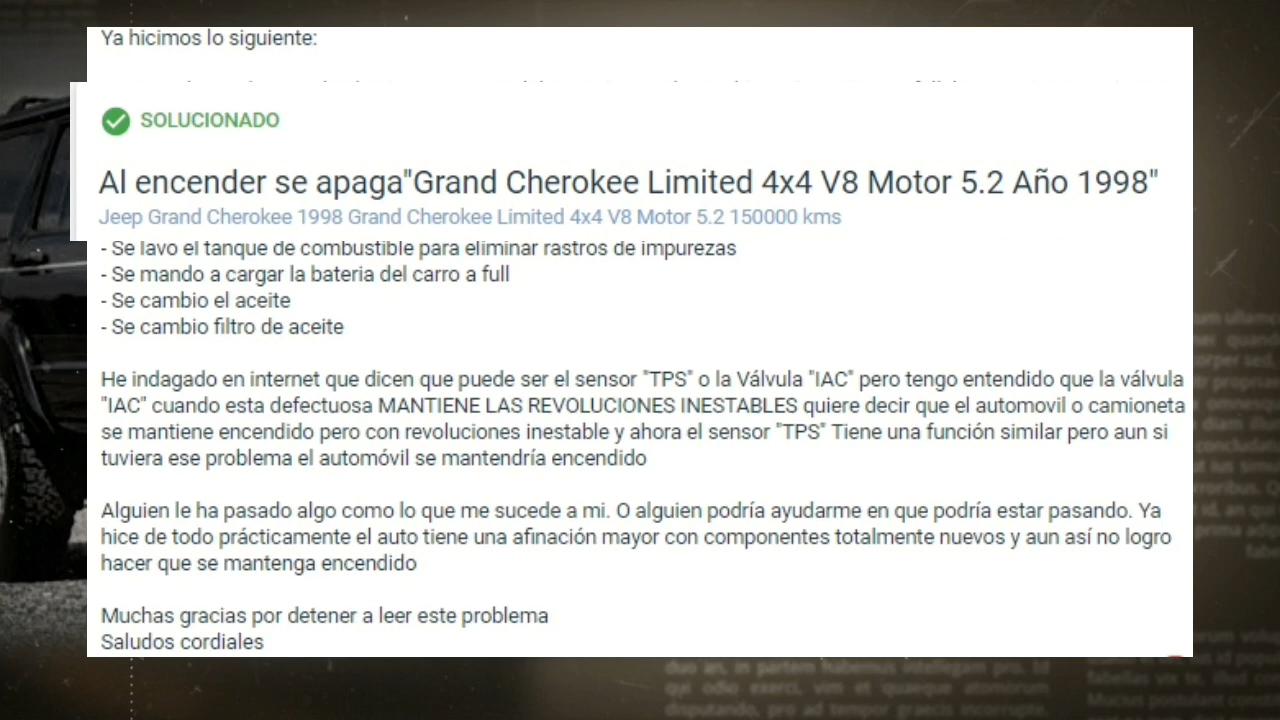 Ya hicimos lo siguiente:
SOLUCIONADO
Al encender se apaga"Grand Cherokee Limited 4x4 V8 Motor 5.2 Año 1998"
Jeep Grand Cherokee 1998 Grand Cherokee Limited 4x4 V8 Motor 5.2 150000 kms
- Se lavo el tanque de combustible para eliminar rastros de impurezas
- Se mando a cargar la bateria del carro a full
- Se cambio el aceite
- Se cambio filtro de aceite
He indagado en internet que dicen que puede ser el sensor "TPS" o la Válvula "IAC" pero tengo entendido que la válvula
"IAC" cuando esta defectuosa MANTIENE LAS REVOLUCIONES INESTABLES quiere decir que el automovil o camioneta
se mantiene encendido pero con revoluciones inestable y ahora el sensor "TPS" Tiene una función similar pero aun si
tuviera ese problema el automóvil se mantendría encendido
Alguien le ha pasado algo como lo que me sucede a mi. O alguien podría ayudarme en que podría estar pasando. Ya
hice de todo prácticamente el auto tiene una afinación mayor con componentes totalmente nuevos y aun así no logro
hacer que se mantenga encendido
Muchas gracias por detener a leer este problema
Saludos cordiales